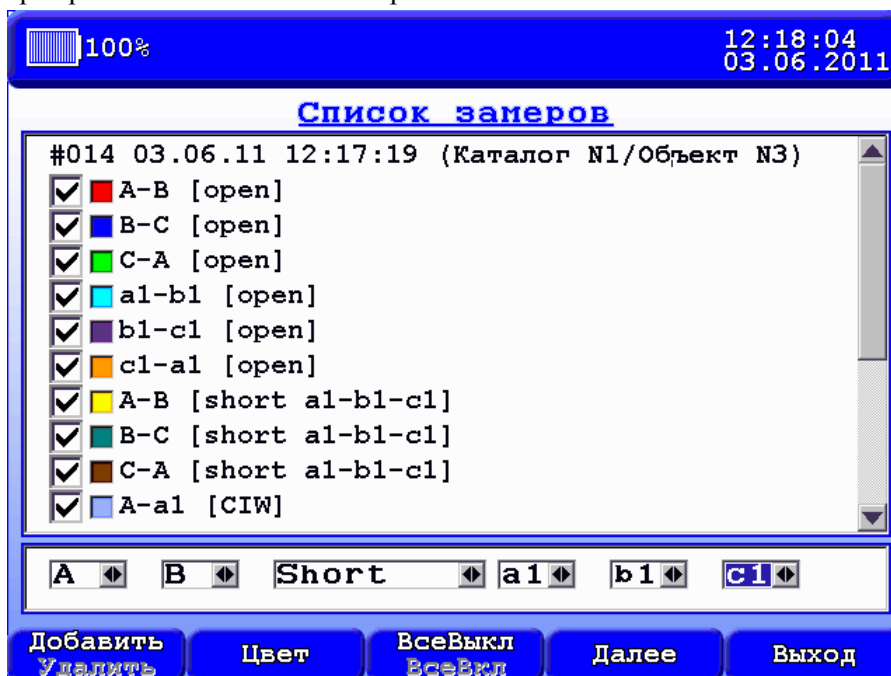 100%
12:18:04
03.06.2011
Список замеров
#014 03.06.11 12:17:19 (Каталог N1/Объект N3)
A-B [open]
B-C [open]
C-A [open]
a1-b1 [open]
b1-c1 [open]
c1-a1 [open]
A-B [short a1-b1-c1]
B-C [short a1-b1-c1]
C-A [short a1-b1-c1]
A-a1 [CIW]
A B Short a1 b1 c1
Добавить Цвет ВсеВыкл Далее Выход
Удалить ВсеВкл